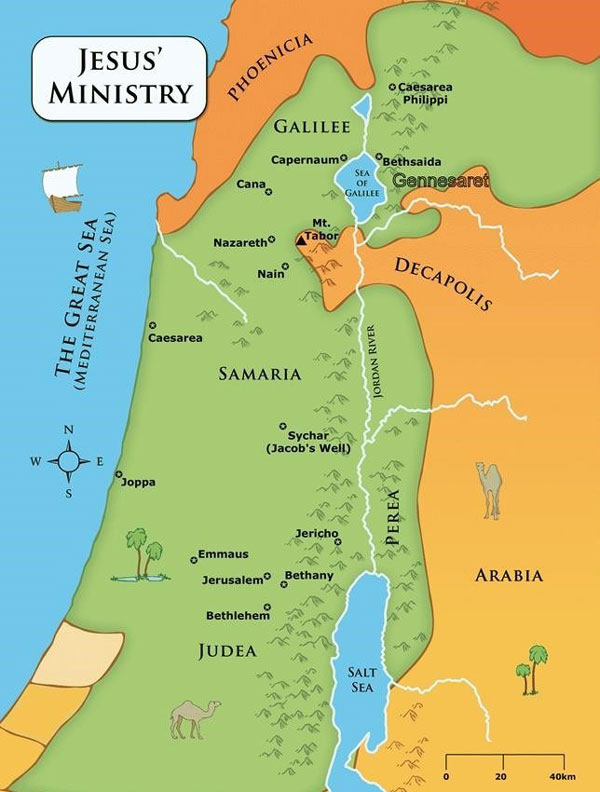 JESUS'
MINISTRY
PHOENICIA
Caesarea
Philippi
GALILEE
Capernaum
Bethsaida
SEA
OF
GALILEE
Gennesaret
Cana
Mt.
Tabor
Nazareth
Nain
DECAPOLIS
THE GREAT SEA
(MEDITERRANEAN SEA)
Caesarea
JORDAN RIVER
SAMARIA
N
W E
S
Sychar
(Jacob's Well)
Joppa
PEREA
Jericho
Emmaus
Jerusalem
Bethany
ARABIA
Bethlehem
JUDEA
SALT
SEA
0 20 40km